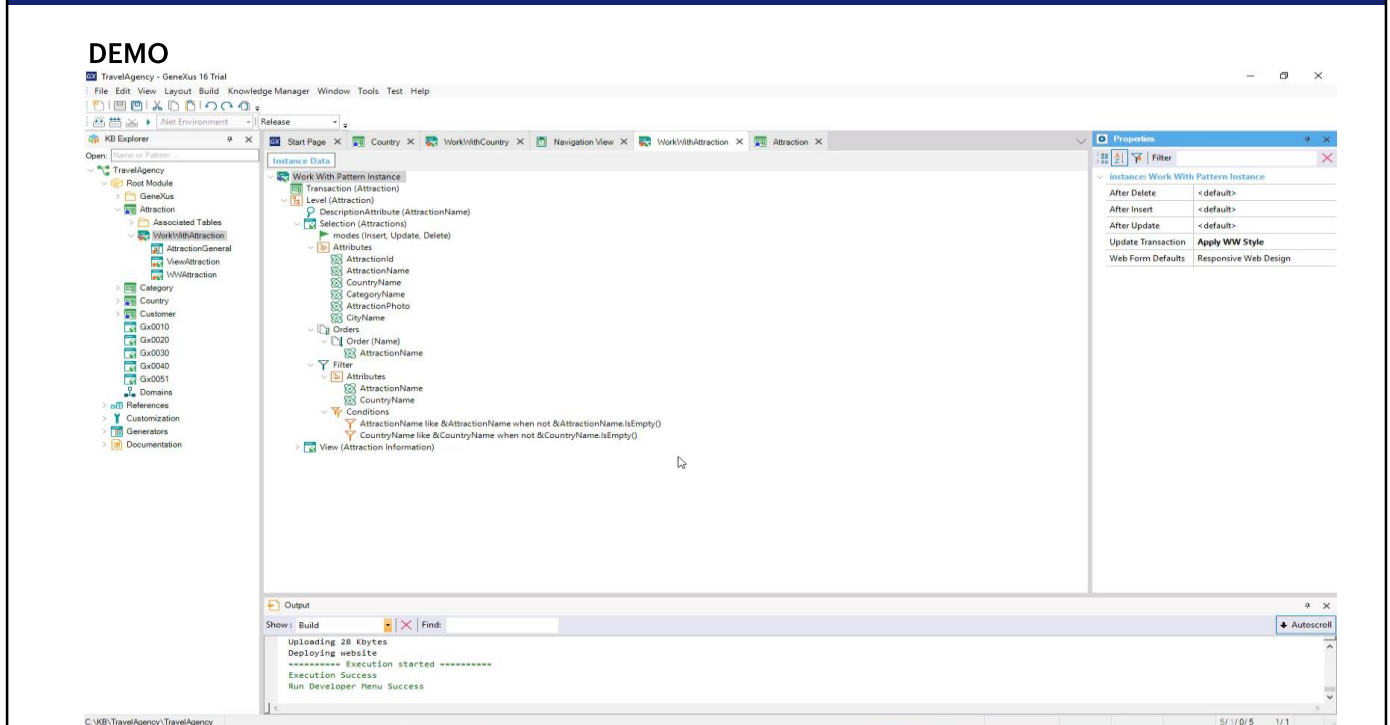 DEMO
TravelAgency - GeneXus 16 Trial
File Edit View Layout Build Knowledge Manager Window Tools Test Help
.Net Environment Release
KB Explorer
Open: Name or Pattern ...
TravelAgency
Root Module
GeneXus
Attraction
Associated Tables
WorkWithAttraction
AttractionGeneral
ViewAttraction
WWAttraction
Category
Country
Customer
Gx0010
Gx0020
Gx0030
Gx0040
Gx0051
Domains
References
Customization
Generators
Documentation
Start Page Country WorkWithCountry Navigation View WorkWithAttraction Attraction
Instance Data
Work With Pattern Instance
Transaction (Attraction)
Level (Attraction)
DescriptionAttribute (AttractionName)
Selection (Attractions)
modes (Insert, Update, Delete)
Attributes
AttractionId
AttractionName
CountryName
CategoryName
AttractionPhoto
CityName
Orders
Order (Name)
AttractionName
Filter
Attributes
AttractionName
CountryName
Conditions
AttractionName like &AttractionName when not &AttractionName.IsEmpty()
CountryName like &CountryName when not &CountryName.IsEmpty()
View (Attraction Information)
Properties
Filter
instance: Work With Pattern Instance
After Delete <default>
After Insert <default>
After Update <default>
Update Transaction Apply WW Style
Web Form Defaults Responsive Web Design
Output
Show: Build Find: Autoscroll
Uploading 28 Kbytes
Deploying website
========== Execution started ==========
Execution Success
Run Developer Menu Success
C:\KB\TravelAgency\TravelAgency 5/1/0/5 1/1